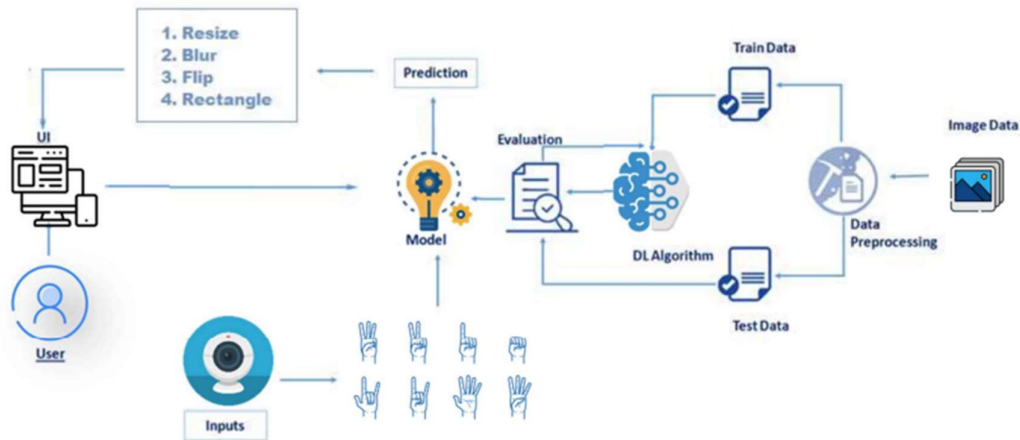 1. Resize
2. Blur
3. Flip
4. Rectangle
Prediction
Train Data
Image Data
UI
Evaluation
Model
DL Algorithm
Data
Preprocessing
User
Test Data
Inputs